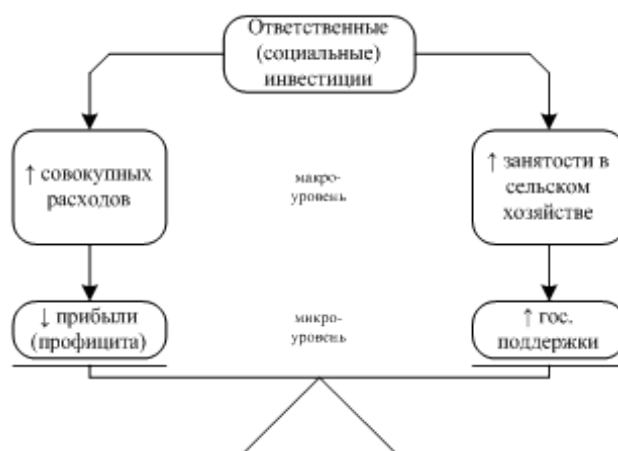 Ответственные
(социальные)
инвестиции
↑ совокупных
расходов
макро-
уровень
↑ занятости в
сельском
хозяйстве
↓ прибыли
(профицита)
микро-
уровень
↑ гос.
поддержки